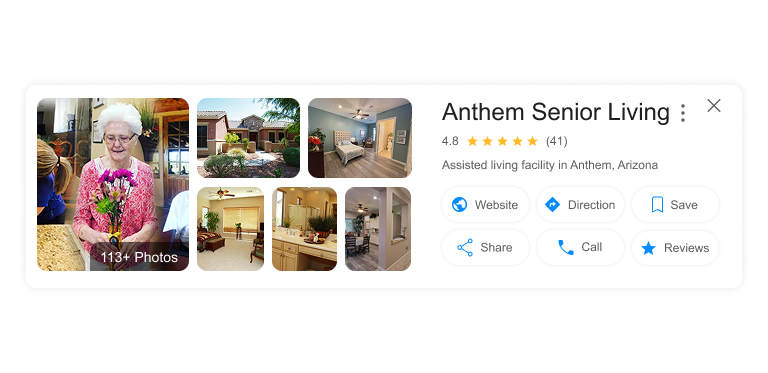 Anthem Senior Living
4.8 (41)
Assisted living facility in Anthem, Arizona
Website Direction Save
Share Call Reviews
113+ Photos